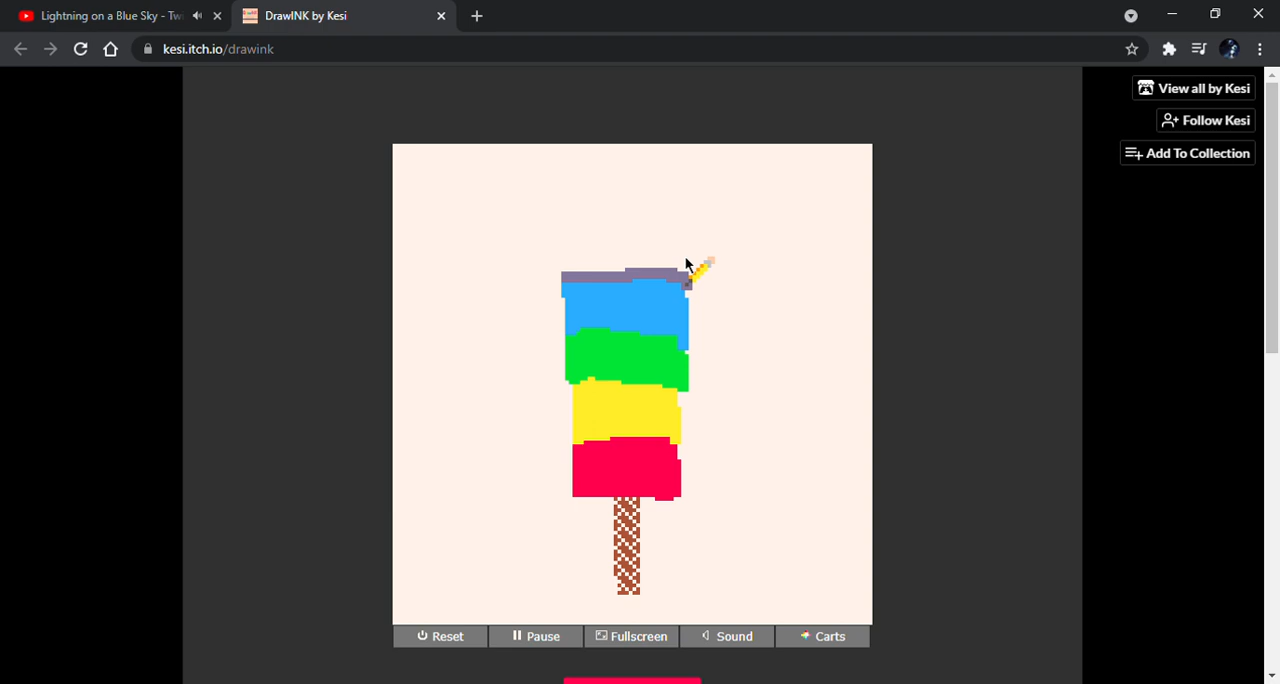 Lightning on a Blue Sky - Tw
DrawINK by Kesi
kesi.itch.io/drawink
View all by Kesi
Follow Kesi
Add To Collection
Reset
Pause
Fullscreen
Sound
Carts